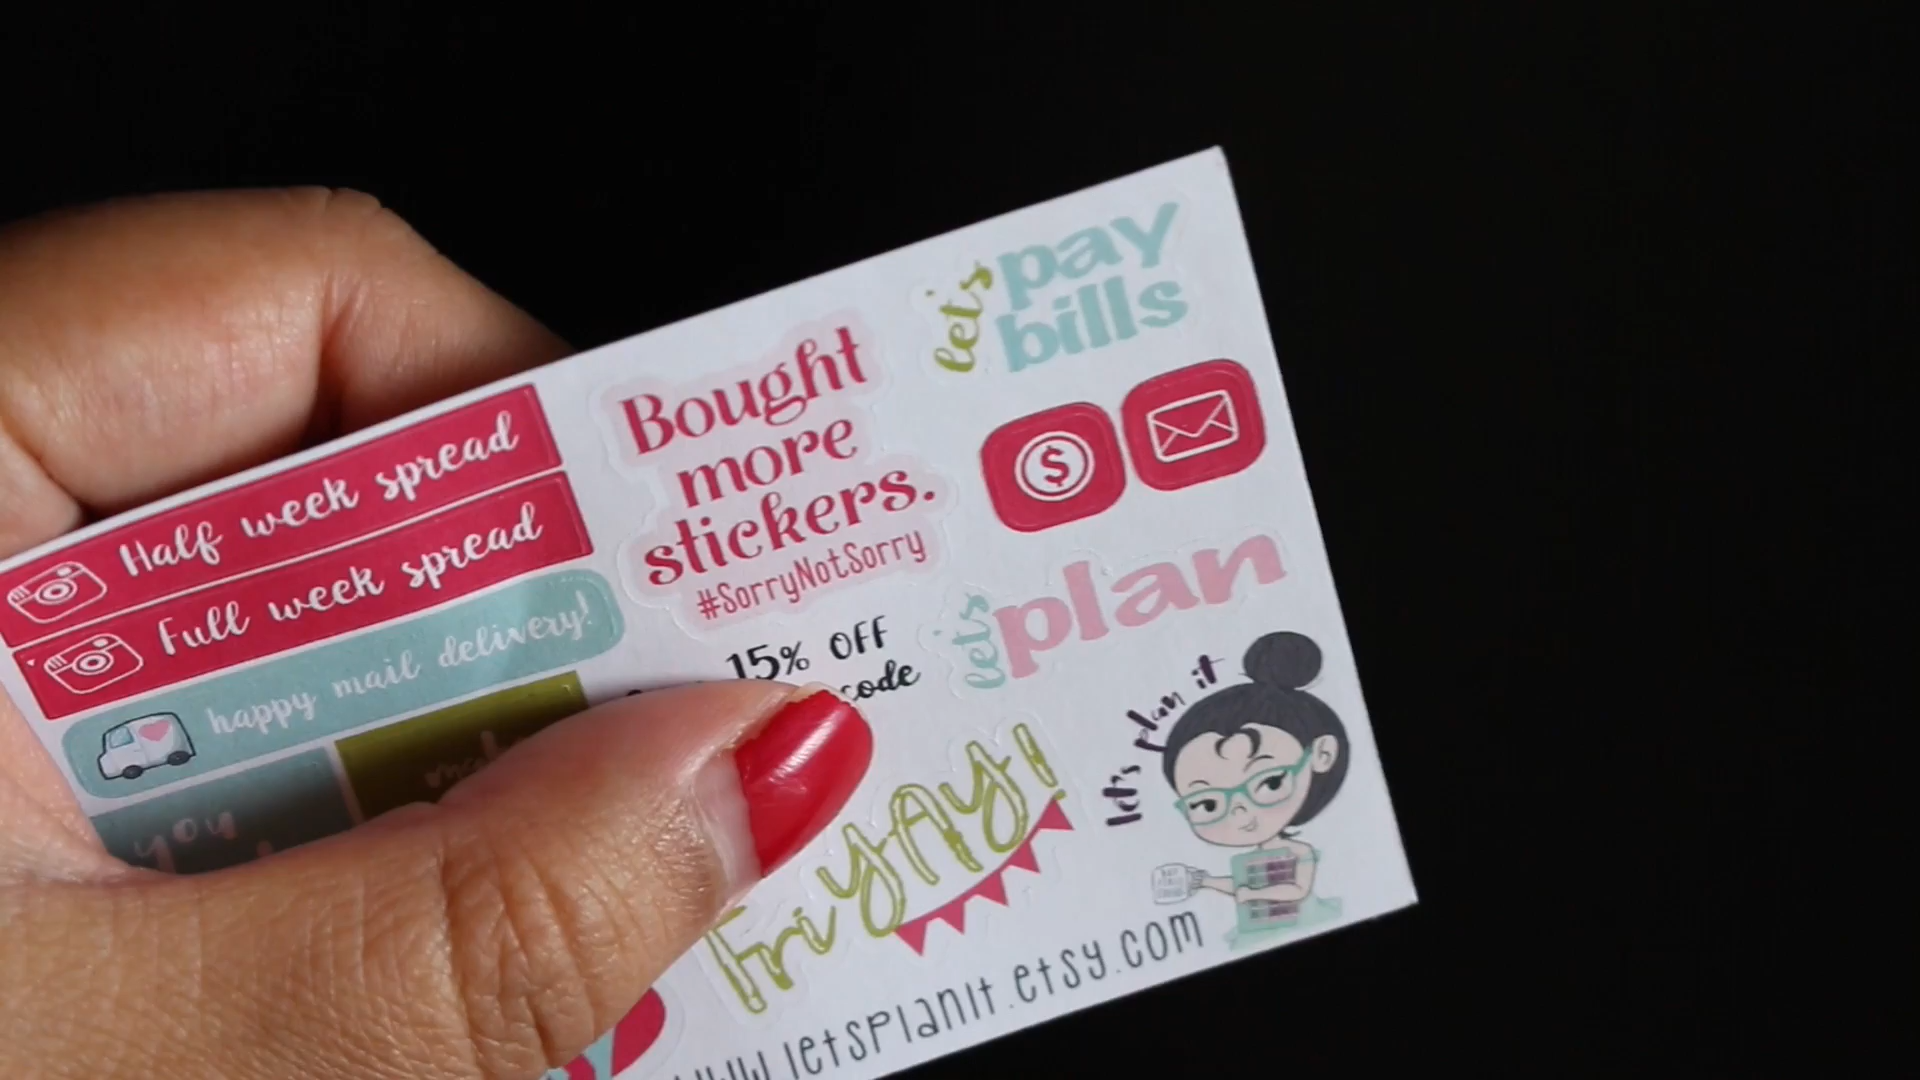 Half week spread
Full week spread
happy mail delivery!
you
Bought
more
stickers.
#SorryNotSorry
15% OFF
code
let's pay
bills
$
let's plan
let's plan it
FriyAy!
www.letsplanit.etsy.com